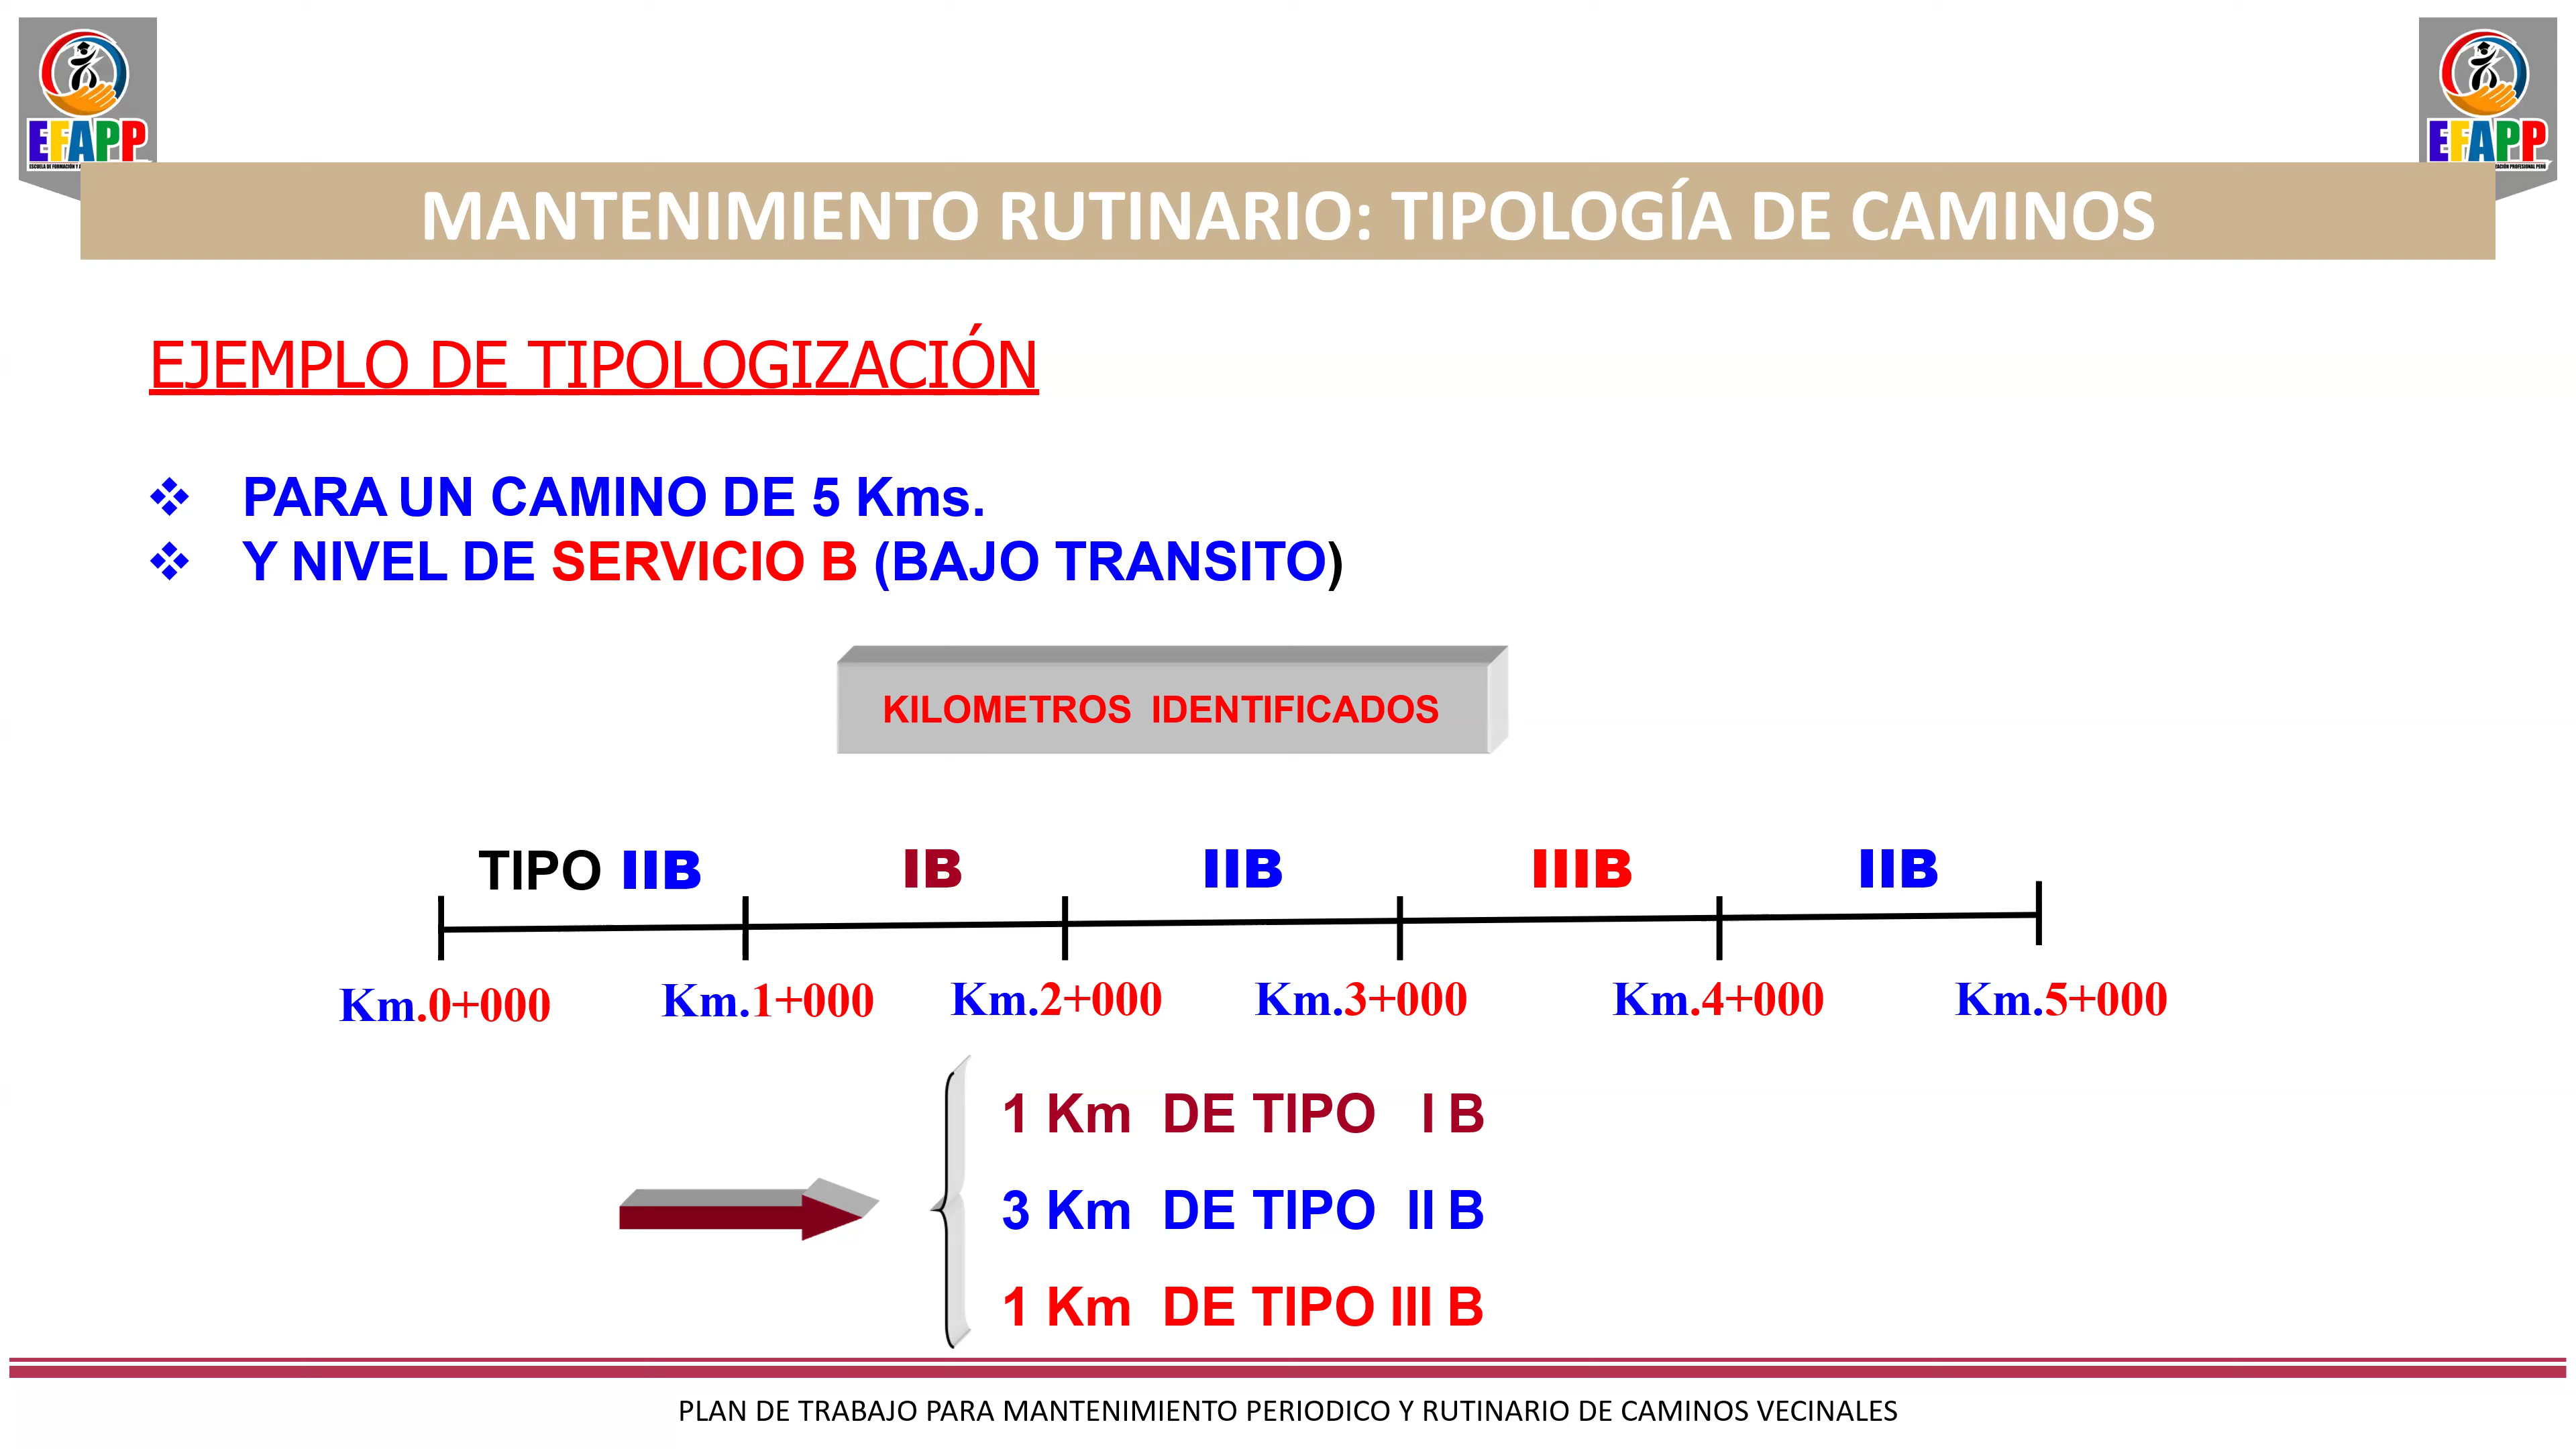 EFAPP
EFAPP
MANTENIMIENTO RUTINARIO: TIPOLOGÍA DE CAMINOS
EJEMPLO DE TIPOLOGIZACIÓN
❖ PARA UN CAMINO DE 5 Kms.
❖ Y NIVEL DE SERVICIO B (BAJO TRANSITO)
KILOMETROS IDENTIFICADOS
TIPO IIB IB IIB IIIB IIB
Km.0+000 Km.1+000 Km.2+000 Km.3+000 Km.4+000 Km.5+000
1 Km DE TIPO I B
3 Km DE TIPO II B
1 Km DE TIPO III B
PLAN DE TRABAJO PARA MANTENIMIENTO PERIODICO Y RUTINARIO DE CAMINOS VECINALES